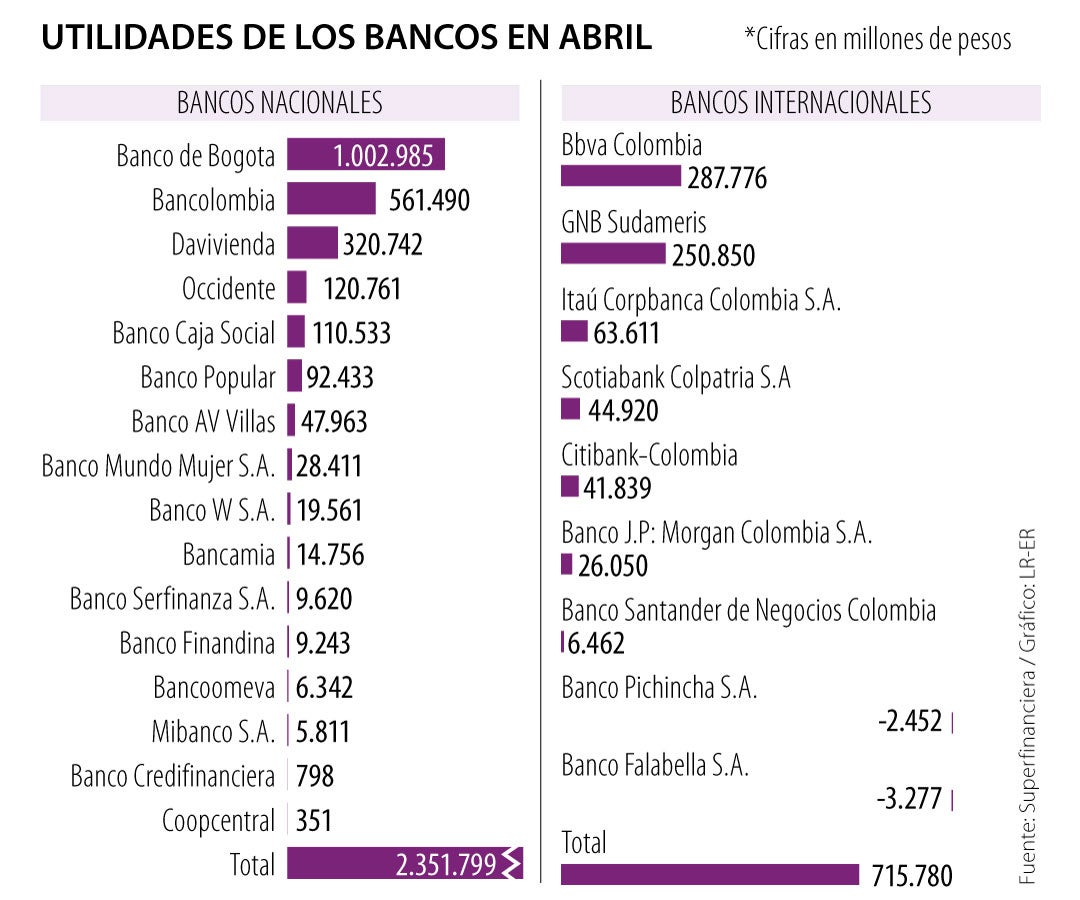 UTILIDADES DE LOS BANCOS EN ABRIL
*Cifras en millones de pesos
BANCOS NACIONALES
Banco de Bogota 1.002.985
Bancolombia 561.490
Davivienda 320.742
Occidente 120.761
Banco Caja Social 110.533
Banco Popular 92.433
Banco AV Villas 47.963
Banco Mundo Mujer S.A. 28.411
Banco W S.A. 19.561
Bancamia 14.756
Banco Serfinanza S.A. 9.620
Banco Finandina 9.243
Bancoomeva 6.342
Mibanco S.A. 5.811
Banco Credifinanciera 798
Coopcentral 351
Total 2.351.799
BANCOS INTERNACIONALES
Bbva Colombia
287.776
GNB Sudameris
250.850
Itaú Corpbanca Colombia S.A.
63.611
Scotiabank Colpatria S.A
44.920
Citibank-Colombia
41.839
Banco J.P: Morgan Colombia S.A.
26.050
Banco Santander de Negocios Colombia
6.462
Banco Pichincha S.A.
-2.452
Banco Falabella S.A.
-3.277
Total
715.780
Fuente: Superfinanciera / Gráfico: LR-ER